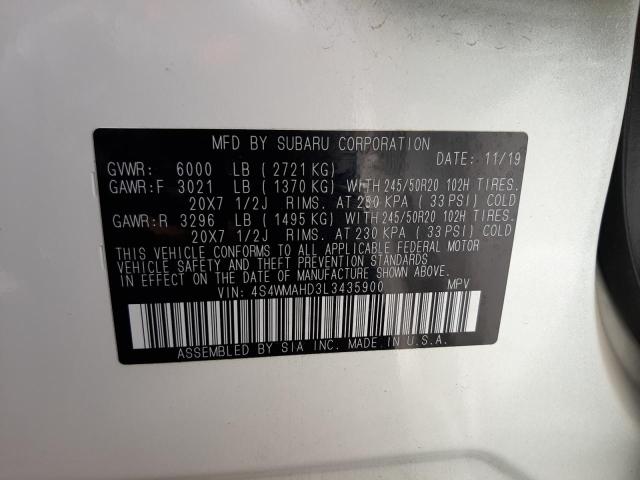 MFD BY SUBARU CORPORATION
GVWR: 6000 LB (2721 KG) DATE: 11/19
GAWR:F 3021 LB (1370 KG) WITH 245/50R20 102H TIRES.
20X7 1/2J RIMS. AT 230 KPA (33 PSI) COLD
GAWR:R 3296 LB (1495 KG) WITH 245/50R20 102H TIRES.
20X7 1/2J RIMS. AT 230 KPA (33 PSI) COLD
THIS VEHICLE CONFORMS TO ALL APPLICABLE FEDERAL MOTOR
VEHICLE SAFETY AND THEFT PREVENTION STANDARDS
IN EFFECT ON THE DATE OF MANUFACTURE SHOWN ABOVE.
VIN: 4S4WMAHD3L3435900 MPV
ASSEMBLED BY SIA INC. MADE IN U.S.A.